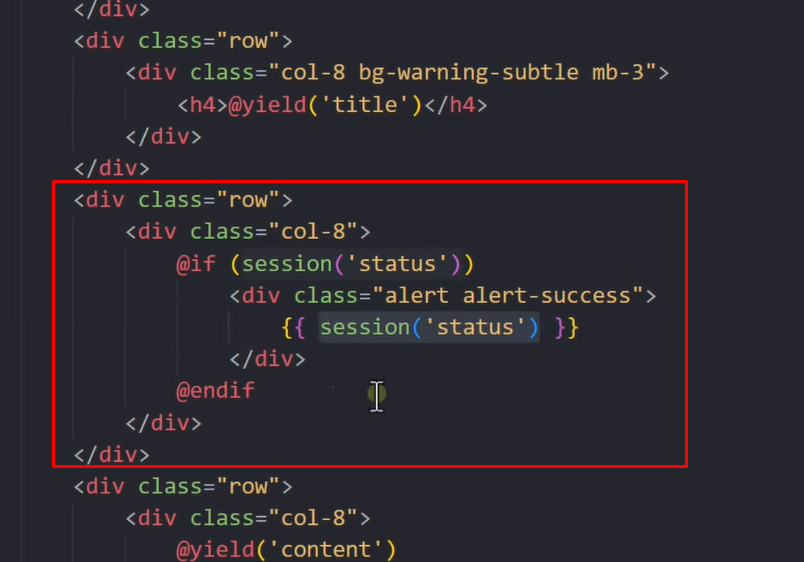 </div>
<div class="row">
<div class="col-8 bg-warning-subtle mb-3">
<h4>@yield('title')</h4>
</div>
</div>
<div class="row">
<div class="col-8">
@if (session('status'))
<div class="alert alert-success">
{{ session('status') }}
</div>
@endif
</div>
</div>
<div class="row">
<div class="col-8">
@yield('content')